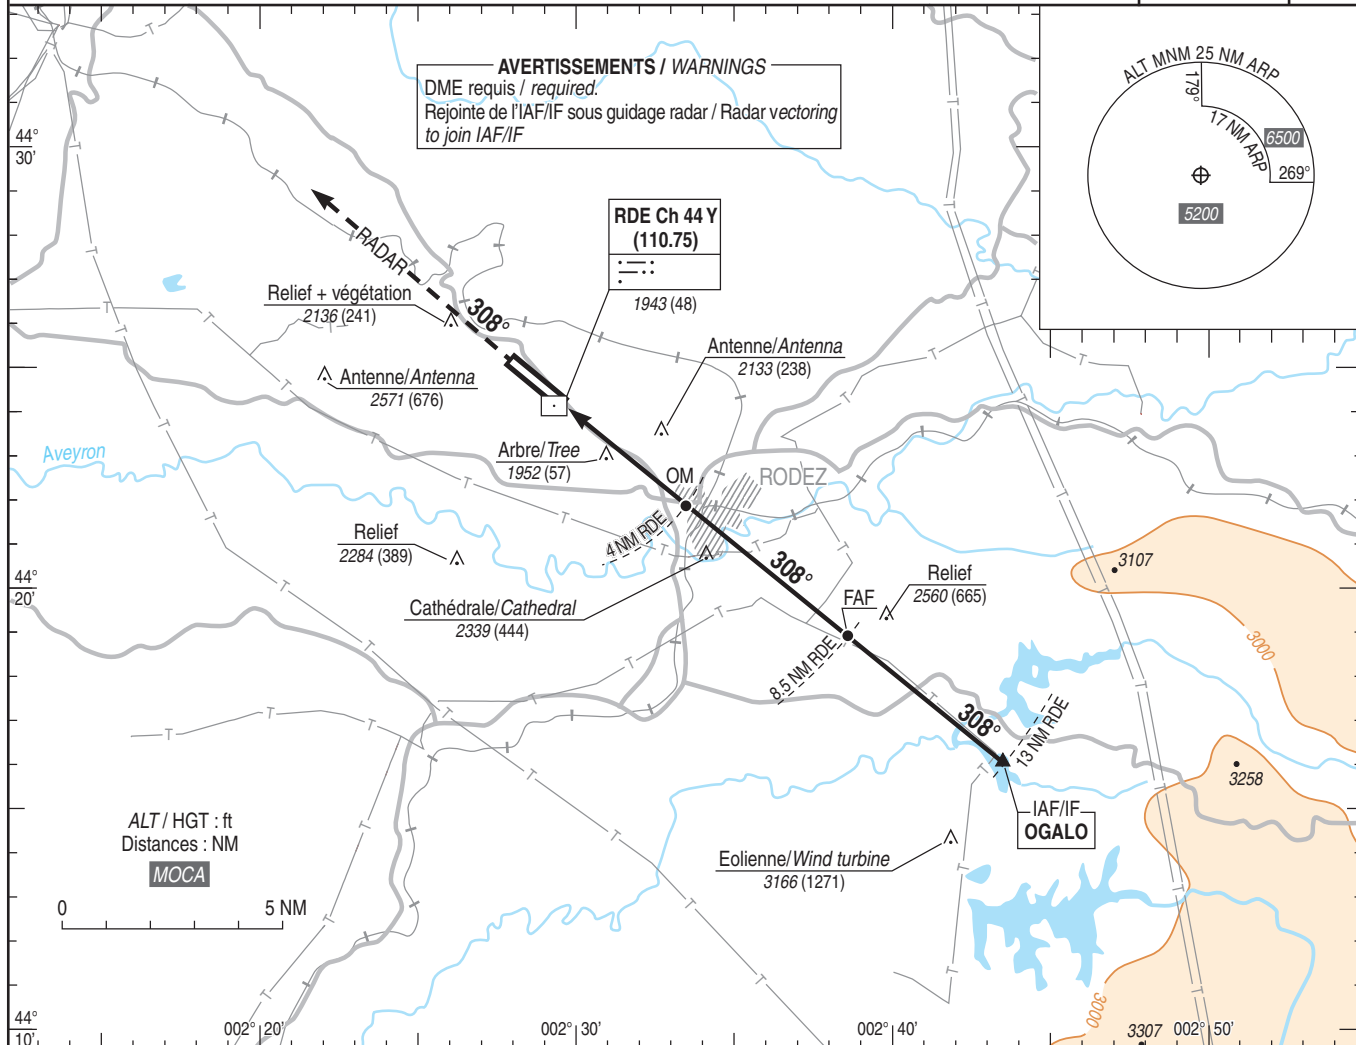 AVERTISSEMENTS / WARNINGS
DME requis / required.
Rejointe de l'IAF/IF sous guidage radar / Radar vectoring
to join IAF/IF
ALT MNM 25 NM ARP
179°
17 NM ARP
6500
269°
5200
44°
30'
RDE Ch 44 Y
(110.75)
1943 (48)
RADAR
308°
Relief + végétation
2136 (241)
Antenne/Antenna
2133 (238)
Antenne/Antenna
2571 (676)
Arbre/Tree
1952 (57)
Aveyron
OM
RODEZ
4 NM RDE
Relief
2284 (389)
308°
3107
44°
20'
Cathédrale/Cathedral
2339 (444)
FAF
Relief
2560 (665)
8.5 NM RDE
3000
308°
13 NM RDE
3258
IAF/IF
OGALO
ALT / HGT : ft
Distances : NM
MOCA
0 5 NM
Eolienne/Wind turbine
3166 (1271)
3000
3307
44°
10'
002° 20'
002° 30'
002° 40'
002° 50'